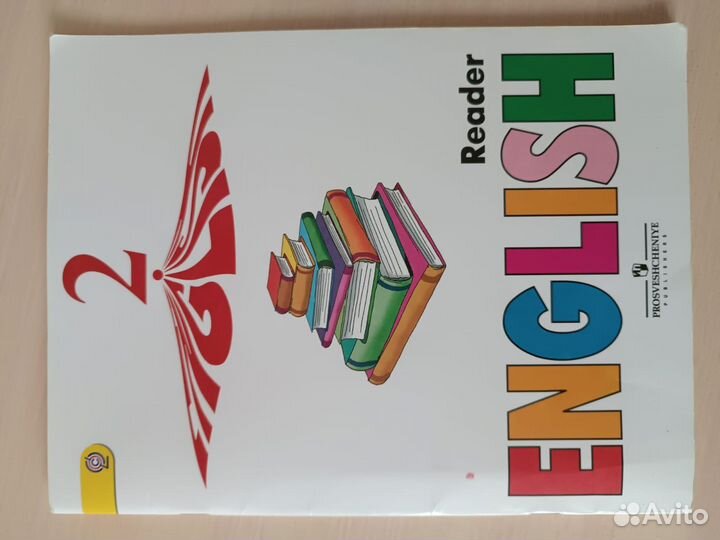 2
Reader
ENGLISH
PROSVESHCHENIYE
PUBLISHERS
Avito